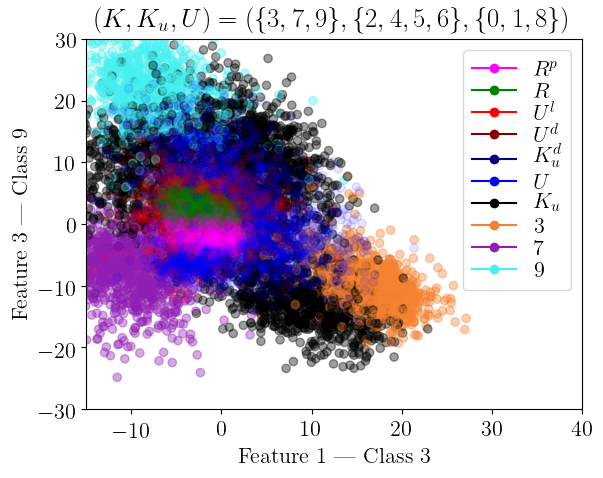 (K, K_u, U) = ({3, 7, 9}, {2, 4, 5, 6}, {0, 1, 8})
30
20
10
0
−10
−20
−30
Feature 3 — Class 9
R^p
R
U^l
U^d
K_u^d
U
K_u
3
7
9
−10
0
10
20
30
40
Feature 1 — Class 3